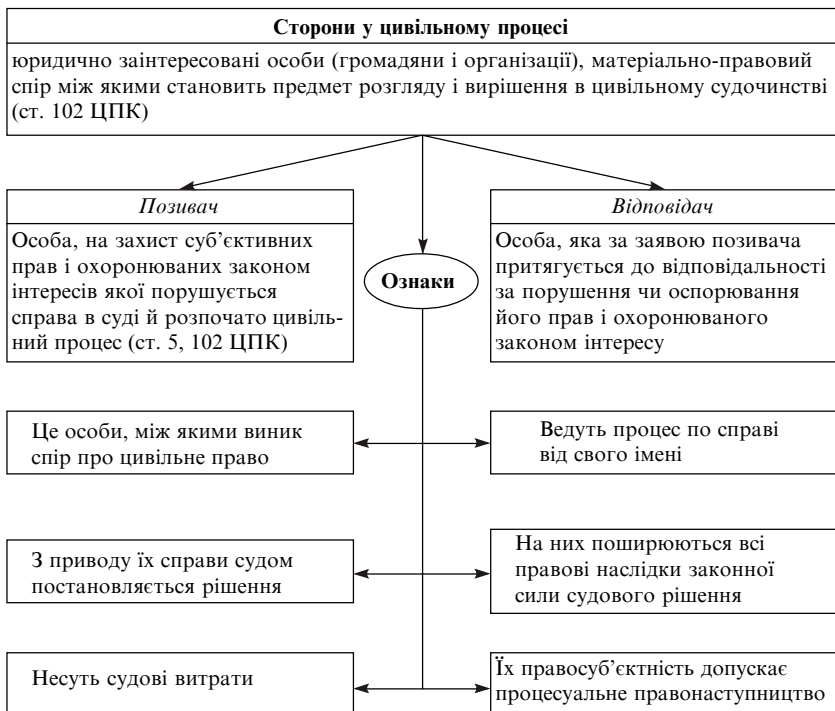 Сторони у цивільному процесі
юридично заінтересовані особи (громадяни і організації), матеріально-правовий
спір між якими становить предмет розгляду і вирішення в цивільному судочинстві
(ст. 102 ЦПК)
Позивач
Особа, на захист суб’єктивних
прав і охоронюваних законом
інтересів якої порушується
справа в суді й розпочато цивіль-
ний процес (ст. 5, 102 ЦПК)
Відповідач
Особа, яка за заявою позивача
притягується до відповідальності
за порушення чи оспорювання
його прав і охоронюваного
законом інтересу
Ознаки
Це особи, між якими виник
спір про цивільне право
Ведуть процес по справі
від свого імені
З приводу їх справи судом
постановляється рішення
На них поширюються всі
правові наслідки законної
сили судового рішення
Несуть судові витрати
Їх правосуб’єктність допускає
процесуальне правонаступництво